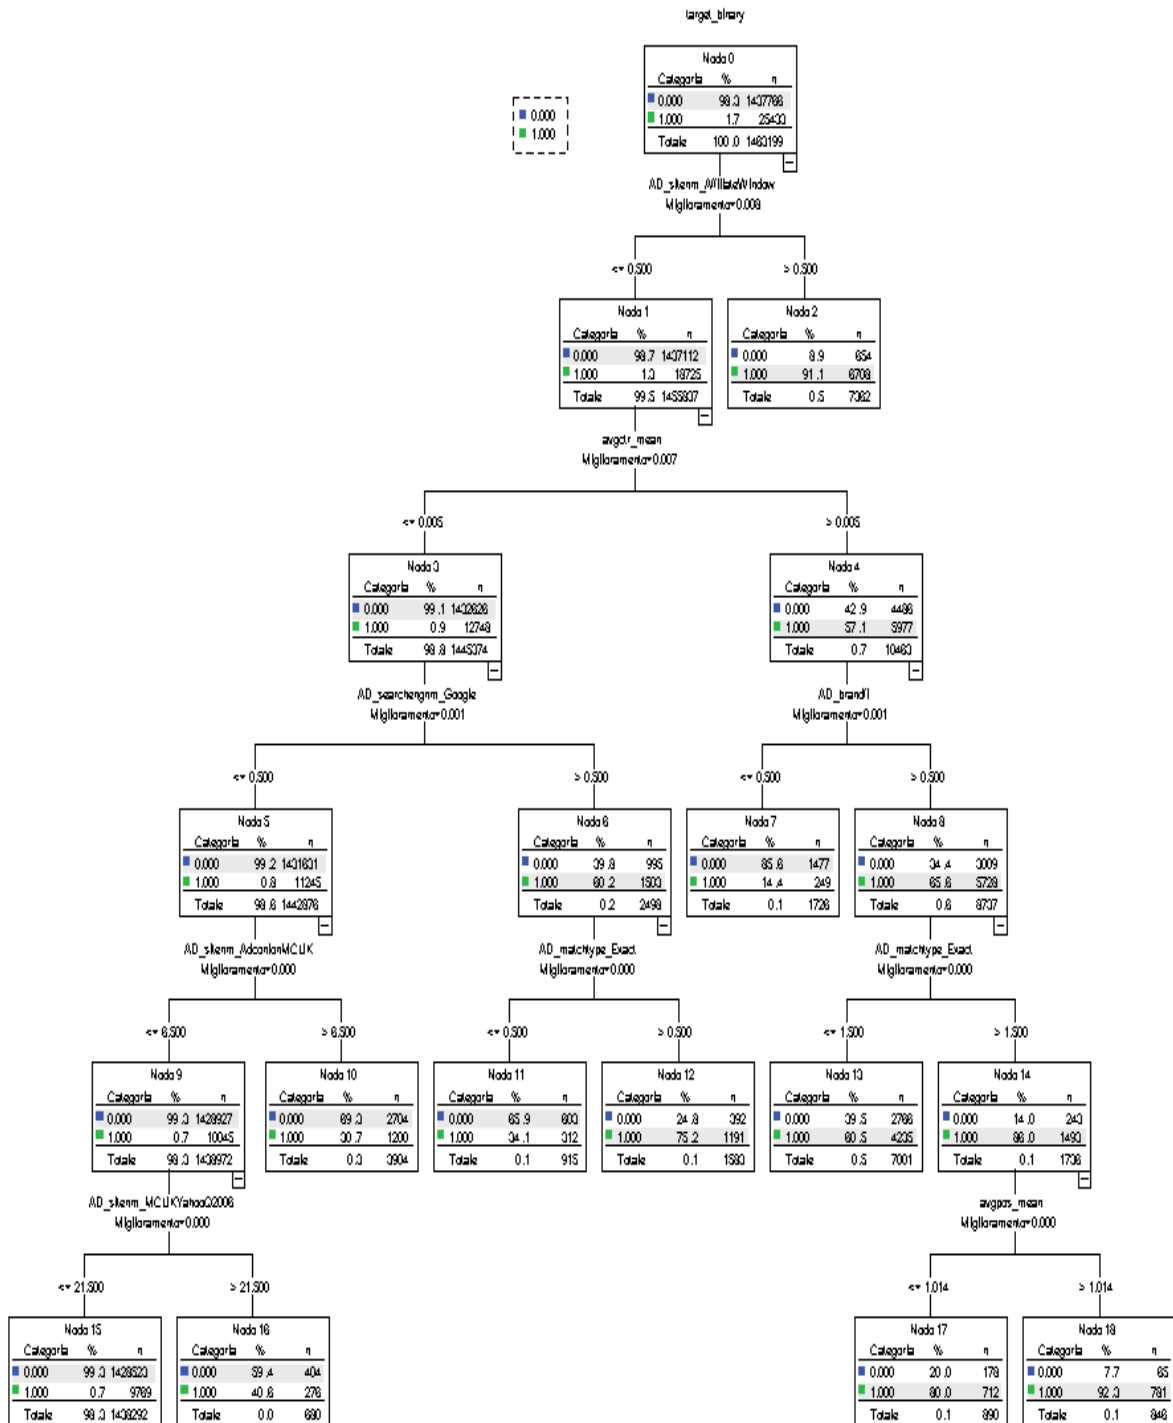 target_binary
Nodo 0
Categoria % n
0.000 98.3 1437766
1.000 1.7 25433
Totale 100.0 1463199
0.000
1.000
AD_sitenm_AffiliateWindow
Miglioramento=0.008
<= 0.500
> 0.500
Nodo 1
Categoria % n
0.000 98.7 1437112
1.000 1.3 18725
Totale 99.5 1455837
Nodo 2
Categoria % n
0.000 8.9 654
1.000 91.1 6708
Totale 0.5 7362
avgctr_mean
Miglioramento=0.007
<= 0.005
> 0.005
Nodo 3
Categoria % n
0.000 99.1 1432626
1.000 0.9 12748
Totale 98.8 1445374
Nodo 4
Categoria % n
0.000 42.9 4486
1.000 57.1 5977
Totale 0.7 10463
AD_searchengnm_Google
Miglioramento=0.001
AD_brandfl
Miglioramento=0.001
<= 0.500
> 0.500
<= 0.500
> 0.500
Nodo 5
Categoria % n
0.000 99.2 1431631
1.000 0.8 11245
Totale 98.6 1442876
Nodo 6
Categoria % n
0.000 39.8 995
1.000 60.2 1503
Totale 0.2 2498
Nodo 7
Categoria % n
0.000 85.6 1477
1.000 14.4 249
Totale 0.1 1726
Nodo 8
Categoria % n
0.000 34.4 3009
1.000 65.6 5728
Totale 0.6 8737
AD_sitenm_AdconionMCLIK
Miglioramento=0.000
AD_matchtype_Exact
Miglioramento=0.000
AD_matchtype_Exact
Miglioramento=0.000
<= 6.500
> 6.500
<= 0.500
> 0.500
<= 1.500
> 1.500
Nodo 9
Categoria % n
0.000 99.3 1428927
1.000 0.7 10045
Totale 98.3 1438972
Nodo 10
Categoria % n
0.000 69.3 2704
1.000 30.7 1200
Totale 0.3 3904
Nodo 11
Categoria % n
0.000 65.9 603
1.000 34.1 312
Totale 0.1 915
Nodo 12
Categoria % n
0.000 24.8 392
1.000 75.2 1191
Totale 0.1 1583
Nodo 13
Categoria % n
0.000 39.5 2766
1.000 60.5 4235
Totale 0.5 7001
Nodo 14
Categoria % n
0.000 14.0 243
1.000 86.0 1493
Totale 0.1 1736
AD_sitenm_MCLIKYahooQ2006
Miglioramento=0.000
avgpos_mean
Miglioramento=0.000
<= 21.500
> 21.500
<= 1.014
> 1.014
Nodo 15
Categoria % n
0.000 99.3 1428523
1.000 0.7 9769
Totale 98.3 1438292
Nodo 16
Categoria % n
0.000 59.4 404
1.000 40.6 276
Totale 0.0 680
Nodo 17
Categoria % n
0.000 20.0 178
1.000 80.0 712
Totale 0.1 890
Nodo 18
Categoria % n
0.000 7.7 65
1.000 92.3 781
Totale 0.1 846